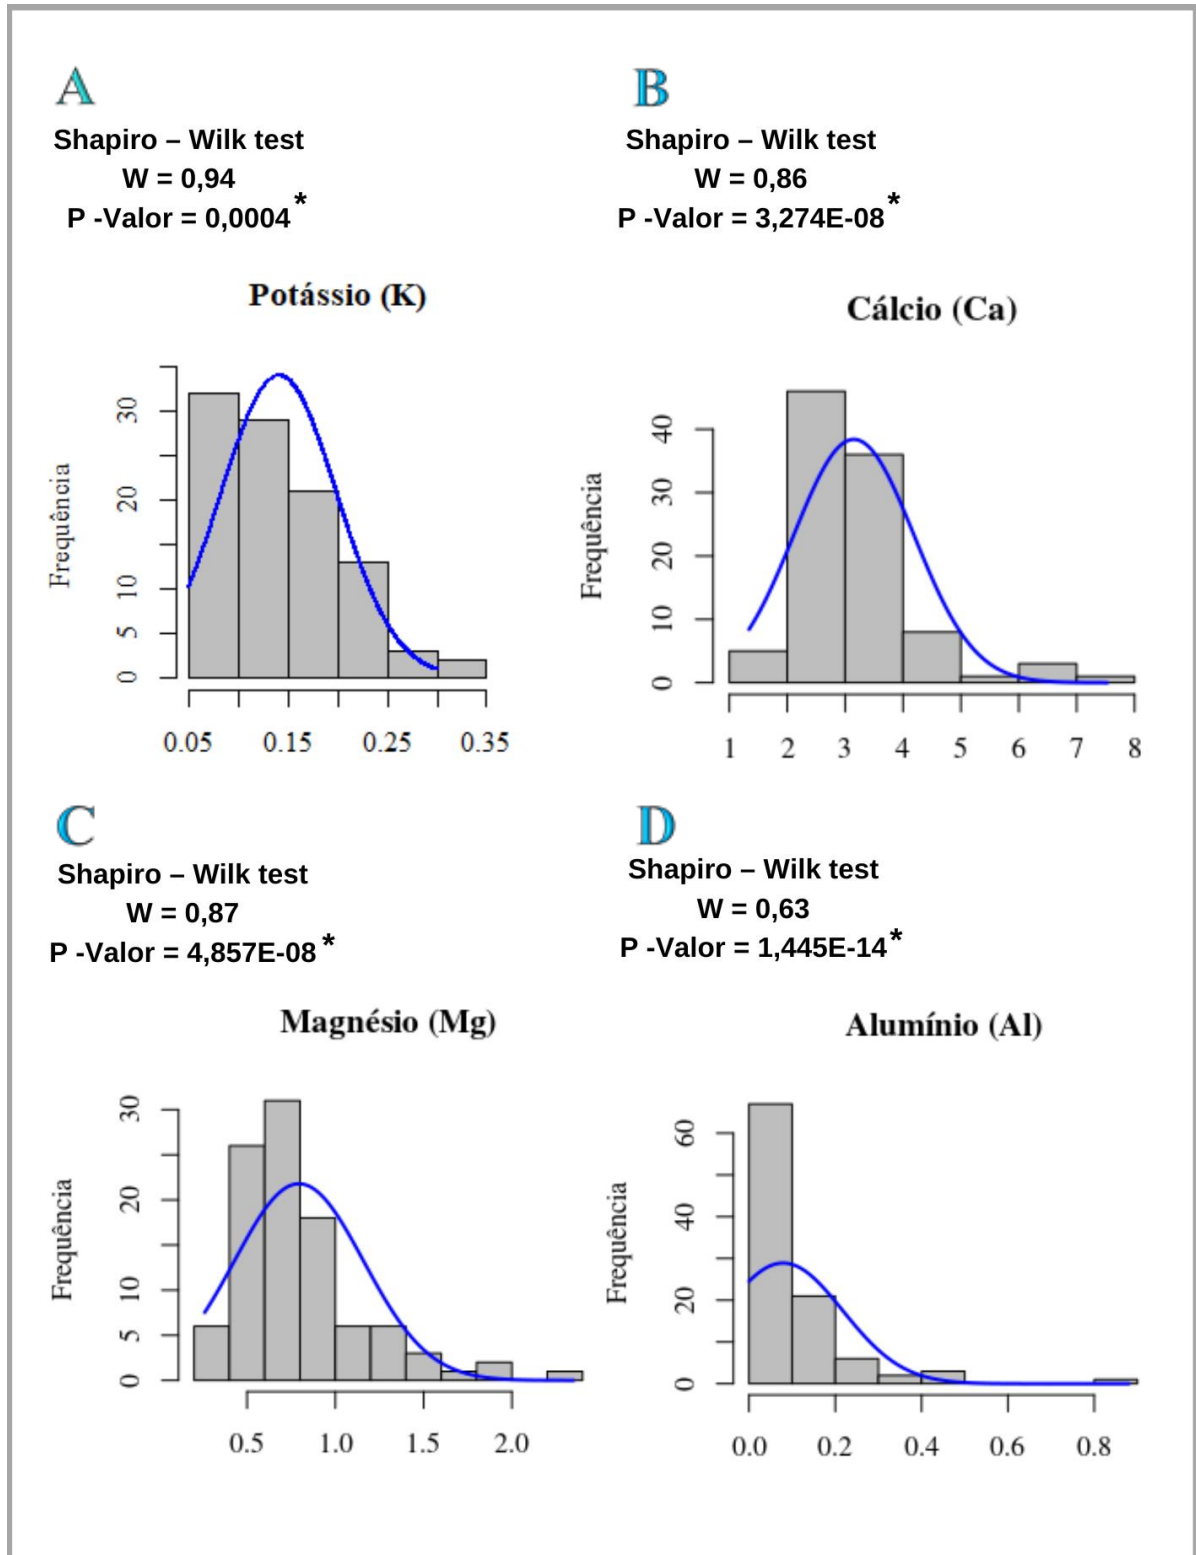 A
Shapiro – Wilk test
W = 0,94
P -Valor = 0,0004 *
Potássio (K)
Frequência
30
20
10
5
0
0.05 0.15 0.25 0.35
B
Shapiro – Wilk test
W = 0,86
P -Valor = 3,274E-08 *
Cálcio (Ca)
Frequência
40
30
20
10
0
1 2 3 4 5 6 7 8
C
Shapiro – Wilk test
W = 0,87
P -Valor = 4,857E-08 *
Magnésio (Mg)
Frequência
30
20
10
5
0
0.5 1.0 1.5 2.0
D
Shapiro – Wilk test
W = 0,63
P -Valor = 1,445E-14 *
Alumínio (Al)
Frequência
60
40
20
0
0.0 0.2 0.4 0.6 0.8